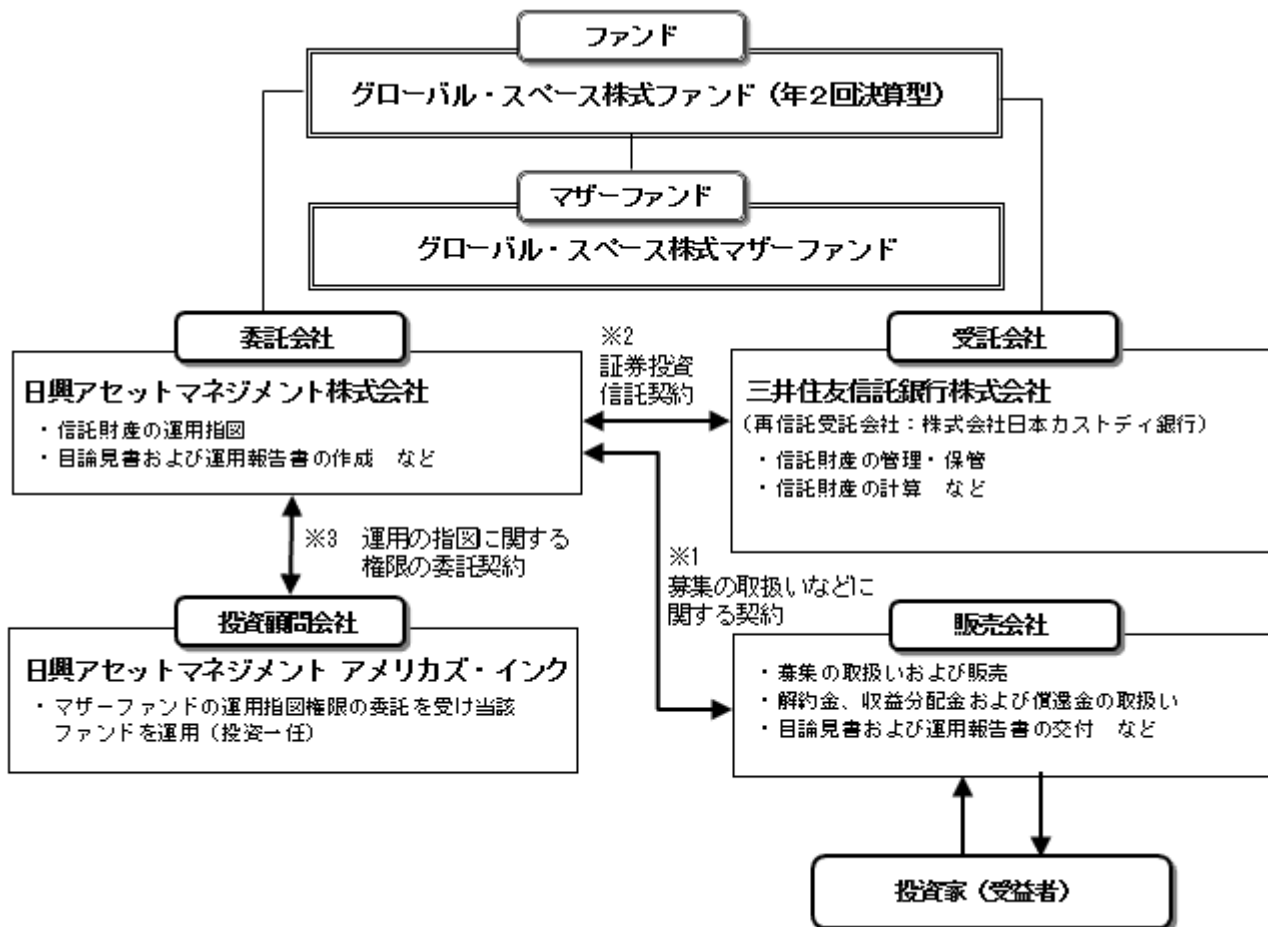 ファンド
グローバル・スペース株式ファンド（年２回決算型）
マザーファンド
グローバル・スペース株式マザーファンド
委託会社
日興アセットマネジメント株式会社
・信託財産の運用指図
・目論見書および運用報告書の作成　など
※2
証券投資
信託契約
受託会社
三井住友信託銀行株式会社
（再信託受託会社：株式会社日本カストディ銀行）
・信託財産の管理・保管
・信託財産の計算　など
※3　運用の指図に関する
権限の委託契約
※1
募集の取扱いなどに
関する契約
投資顧問会社
日興アセットマネジメント アメリカズ・インク
・マザーファンドの運用指図権限の委託を受け当該
ファンドを運用（投資一任）
販売会社
・募集の取扱いおよび販売
・解約金、収益分配金および償還金の取扱い
・目論見書および運用報告書の交付　など
投資家（受益者）